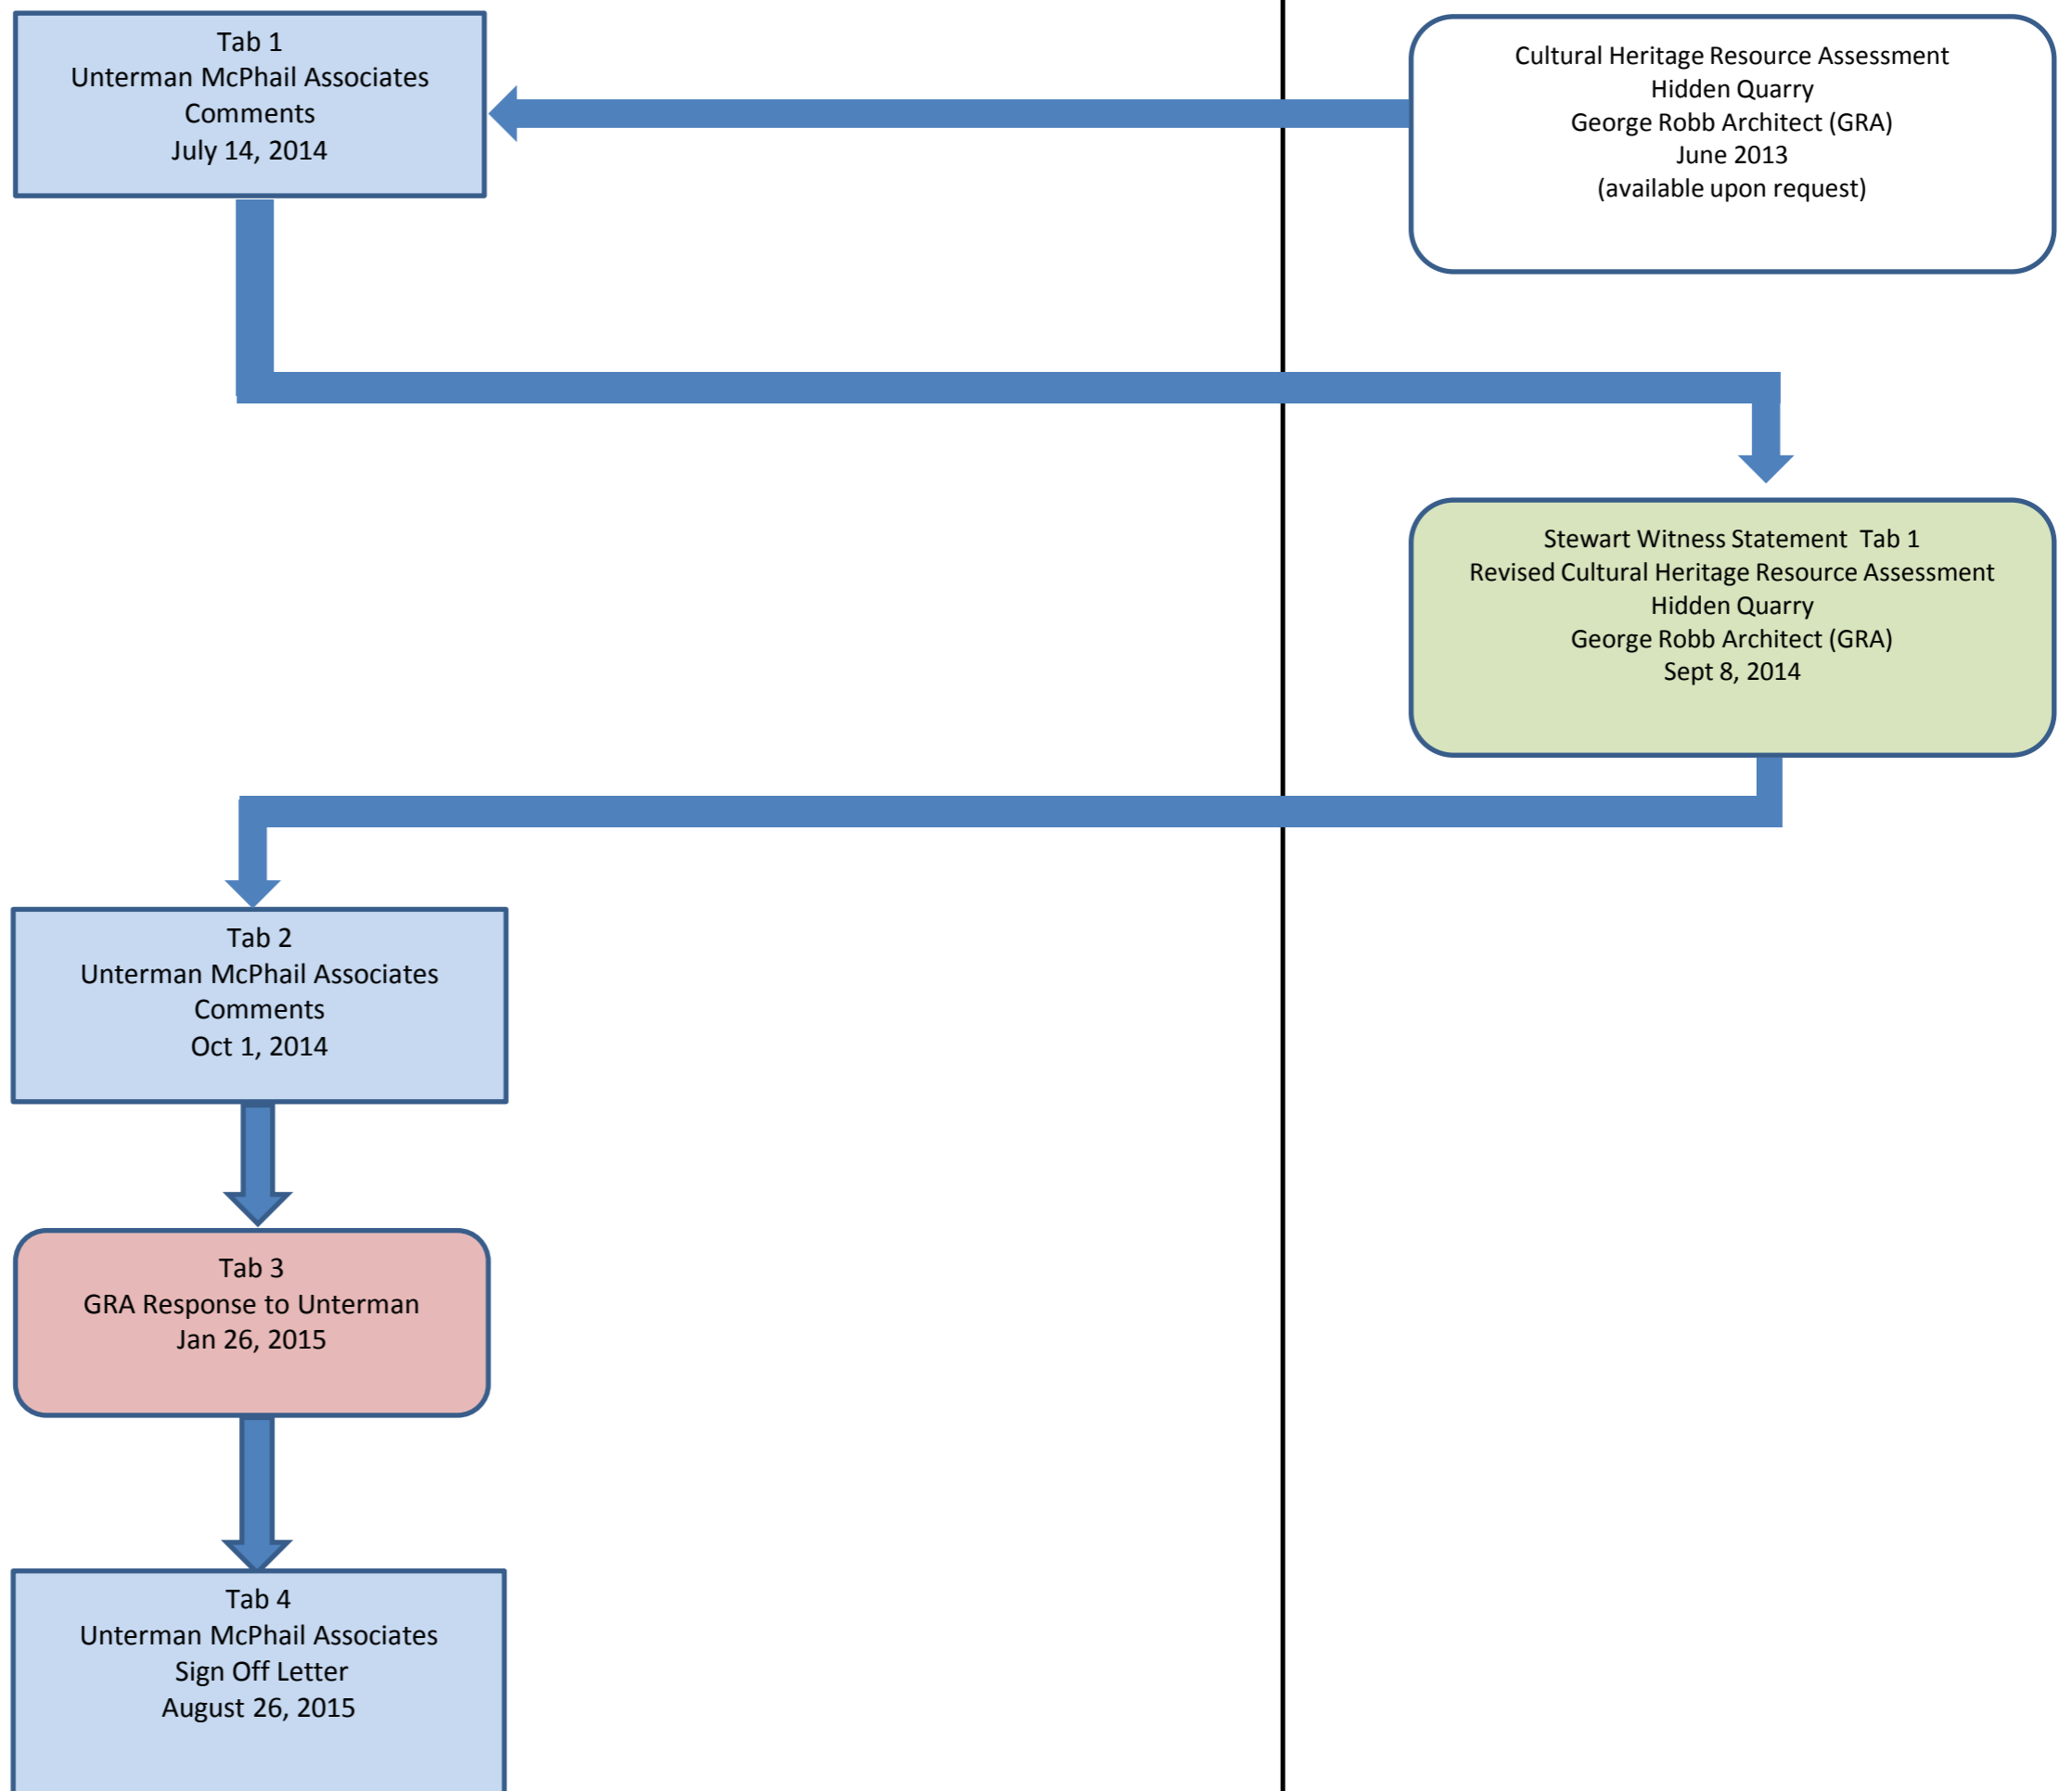 Tab 1
Unterman McPhail Associates
Comments
July 14, 2014
Cultural Heritage Resource Assessment
Hidden Quarry
George Robb Architect (GRA)
June 2013
(available upon request)
Stewart Witness Statement  Tab 1
Revised Cultural Heritage Resource Assessment
Hidden Quarry
George Robb Architect (GRA)
Sept 8, 2014
Tab 2
Unterman McPhail Associates
Comments
Oct 1, 2014
Tab 3
GRA Response to Unterman
Jan 26, 2015
Tab 4
Unterman McPhail Associates
Sign Off Letter
August 26, 2015